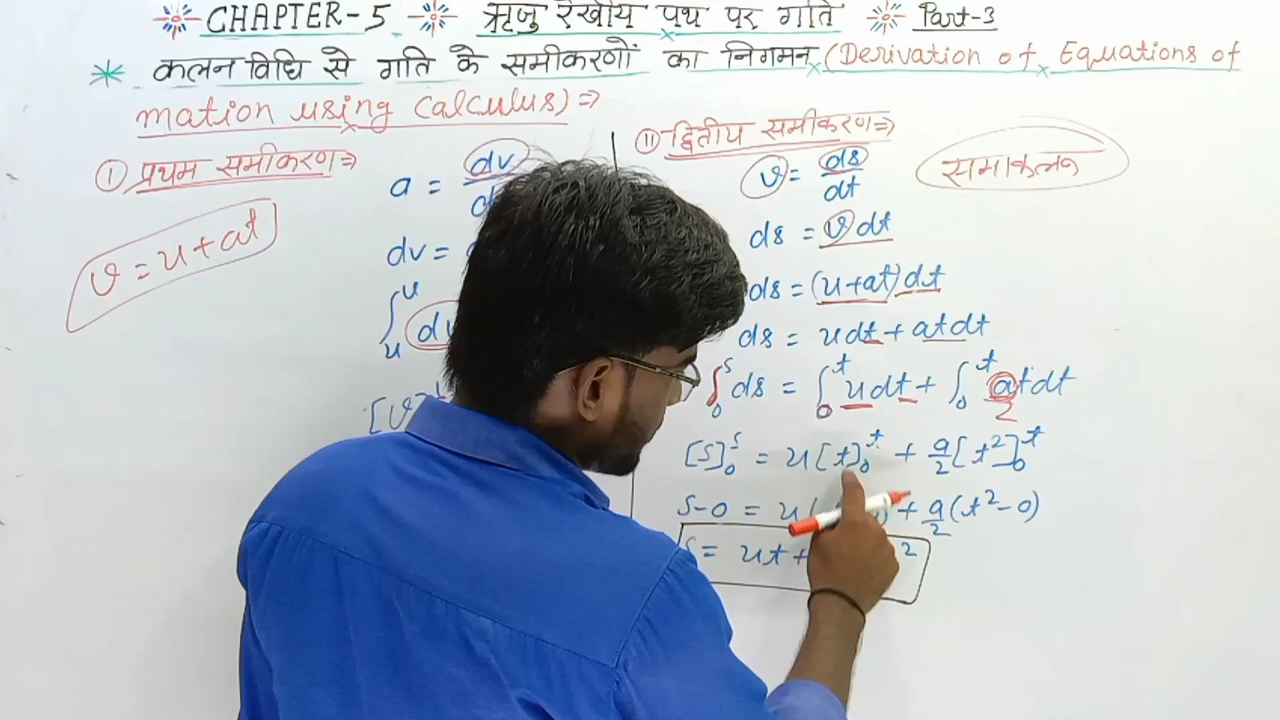 CHAPTER-5 ऋजु रेखीय पथ पर गति Part-3
कलन विधि से गति के समीकरणों का निगमन (Derivation of Equations of
mation using Calculus) ⇒
① प्रथम समीकरण ⇒
a = dv
dv =
v = u + at
② द्वितीय समीकरण ⇒
v = ds/dt
समाकलन
ds = v dt
ds = (u+at) dt
ds = u dt + at dt
∫₀ˢ ds = ∫₀ᵗ u dt + ∫₀ᵗ at dt
2
[S]₀ˢ = u[t]₀ᵗ + a/2 [t²]₀ᵗ
S-0 = u( + a/2 (t²-0)
S = ut + ²